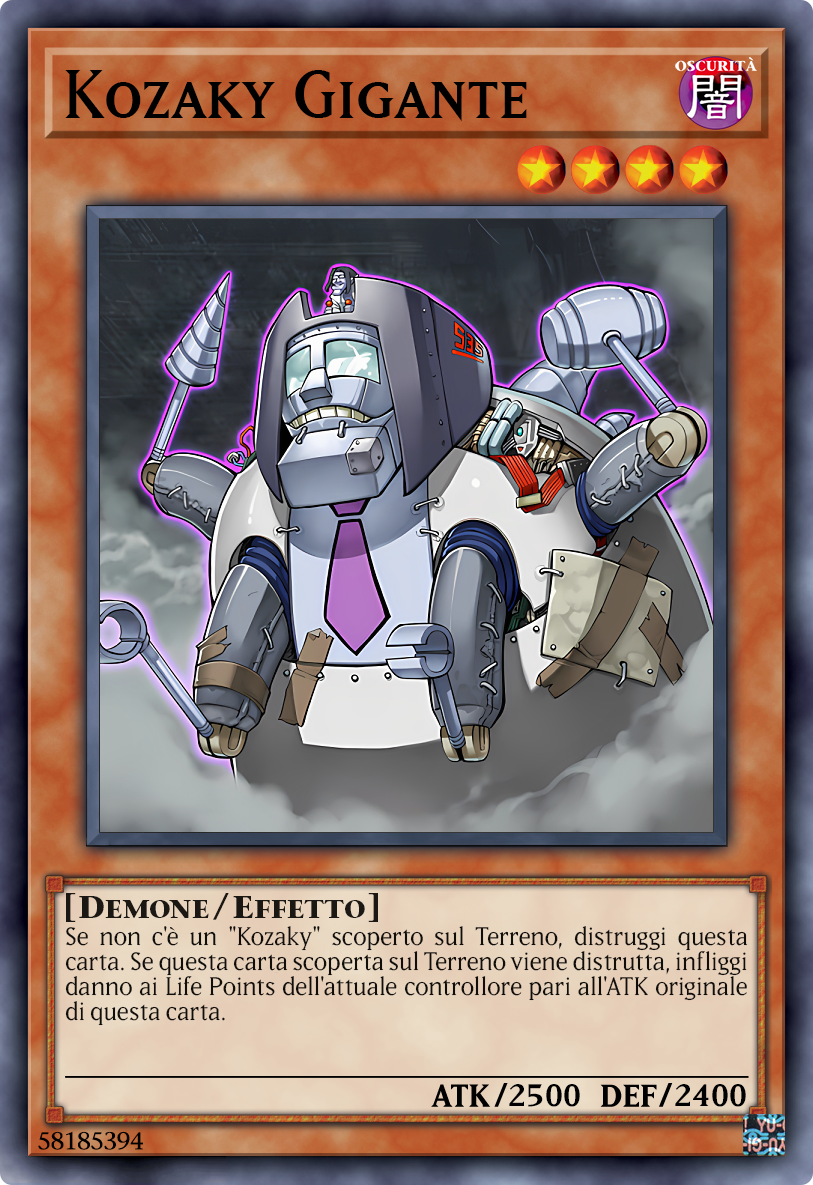 Kozaky Gigante
OSCURITÀ
闇
[Demone/Effetto]
Se non c'è un "Kozaky" scoperto sul Terreno, distruggi questa
carta. Se questa carta scoperta sul Terreno viene distrutta, infliggi
danno ai Life Points dell'attuale controllore pari all'ATK originale
di questa carta.
ATK/2500 DEF/2400
58185394